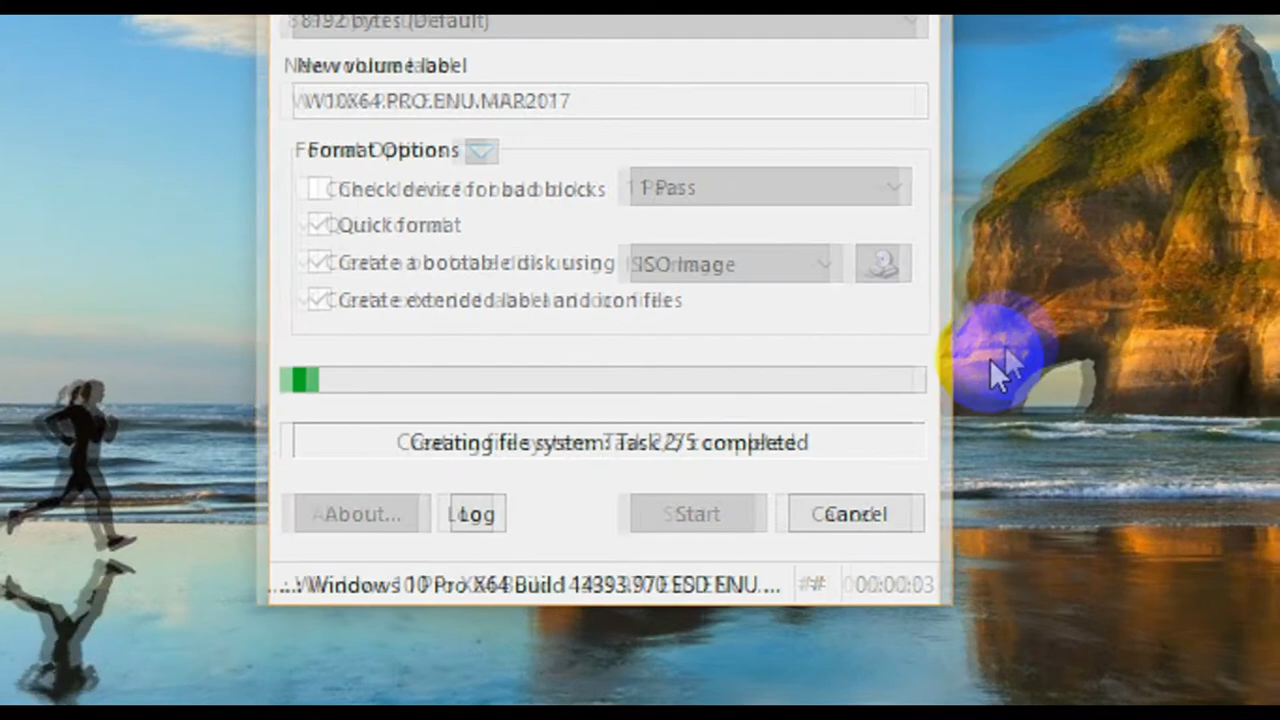 8192 bytes (Default)
New volume label
W10X64.PRO.ENU.MAR2017
Format Options
Check device for bad blocks 1 Pass
Quick format
Create a bootable disk using ISO Image
Create extended label and icon files
Creating file system: Task 2/5 completed
About... Log Start Cancel
Windows 10 Pro X64 Build 14393.970 ESD ENU... # 00:00:03